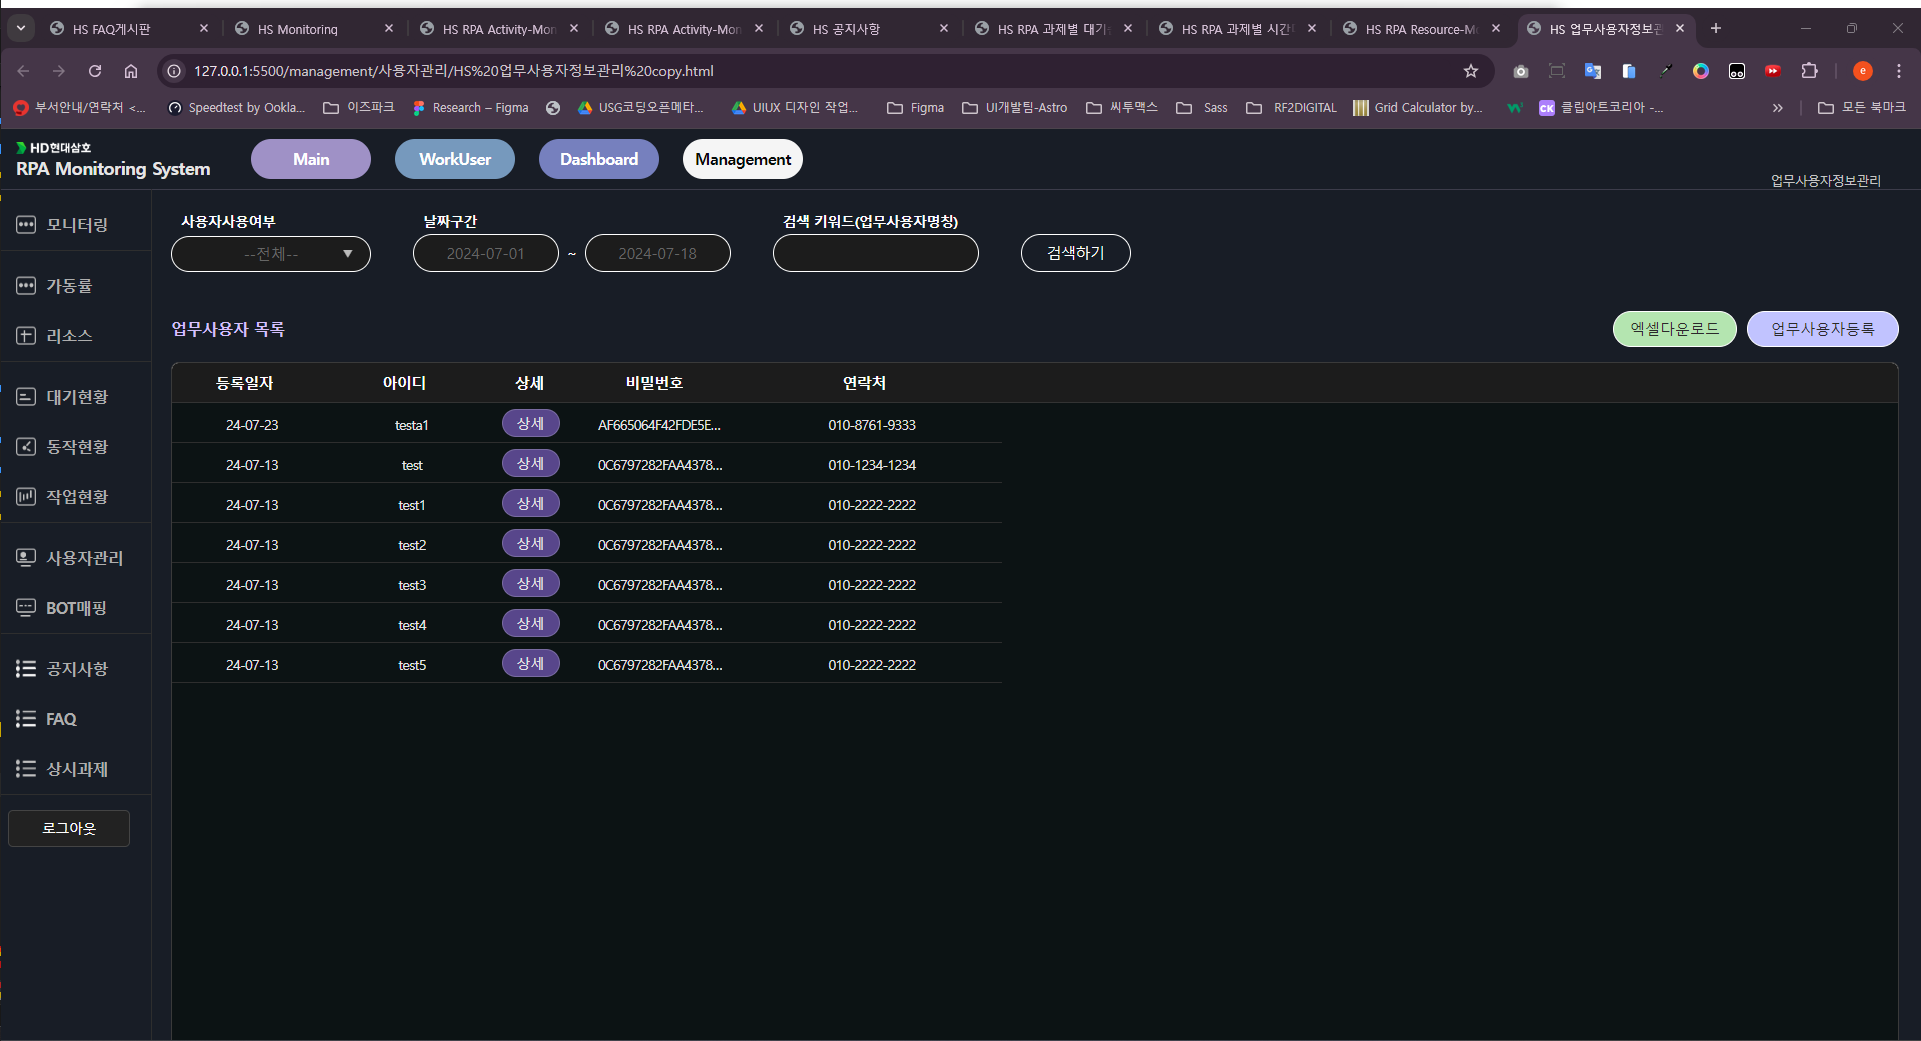 HS FAQ게시판
HS Monitoring
HS RPA Activity-Mon
HS RPA Activity-Mon
HS 공지사항
HS RPA 과제별 대기
HS RPA 과제별 시간
HS RPA Resource-Mo
HS 업무사용자정보관
127.0.0.1:5500/management/사용자관리/HS%20업무사용자정보관리%20copy.html
e
부서안내/연락처 <...
Speedtest by Ookla...
이즈파크
Research – Figma
USG코딩오픈메타...
UIUX 디자인 작업...
Figma
UI개발팀-Astro
씨투맥스
Sass
RF2DIGITAL
Grid Calculator by...
CK
클립아트코리아 -...
모든 북마크
HD현대삼호
RPA Monitoring System
Main
WorkUser
Dashboard
Management
업무사용자정보관리
모니터링
가동률
리소스
대기현황
동작현황
작업현황
사용자관리
BOT매핑
공지사항
FAQ
상시과제
로그아웃
사용자사용여부
날짜구간
검색 키워드(업무사용자명칭)
--전체--
2024-07-01 ~ 2024-07-18
검색하기
업무사용자 목록
엑셀다운로드
업무사용자등록
등록일자 아이디 상세 비밀번호 연락처
24-07-23 testa1 상세 AF665064F42FDE5E... 010-8761-9333
24-07-13 test 상세 0C6797282FAA4378... 010-1234-1234
24-07-13 test1 상세 0C6797282FAA4378... 010-2222-2222
24-07-13 test2 상세 0C6797282FAA4378... 010-2222-2222
24-07-13 test3 상세 0C6797282FAA4378... 010-2222-2222
24-07-13 test4 상세 0C6797282FAA4378... 010-2222-2222
24-07-13 test5 상세 0C6797282FAA4378... 010-2222-2222